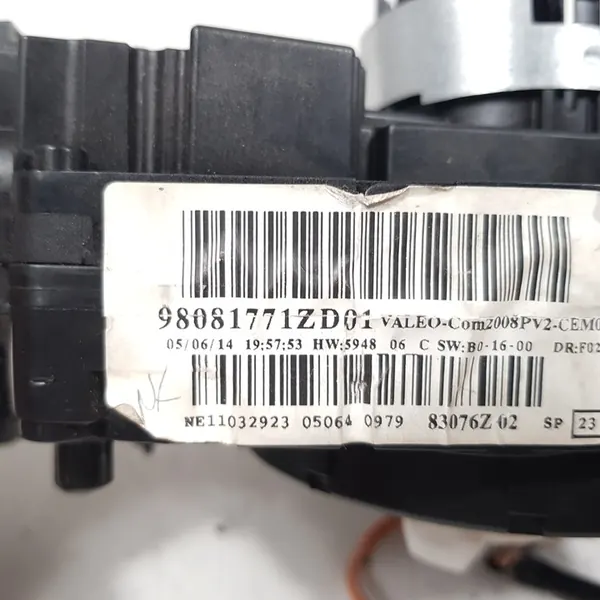 98081771ZD01 VALEO-Com2008PV2-CEM0
05/06/14 19:57:53 HW:5948 06 C SW:B0-16-00 DR:F02
NE11032923 05064 0979 83076Z 02 SP 23